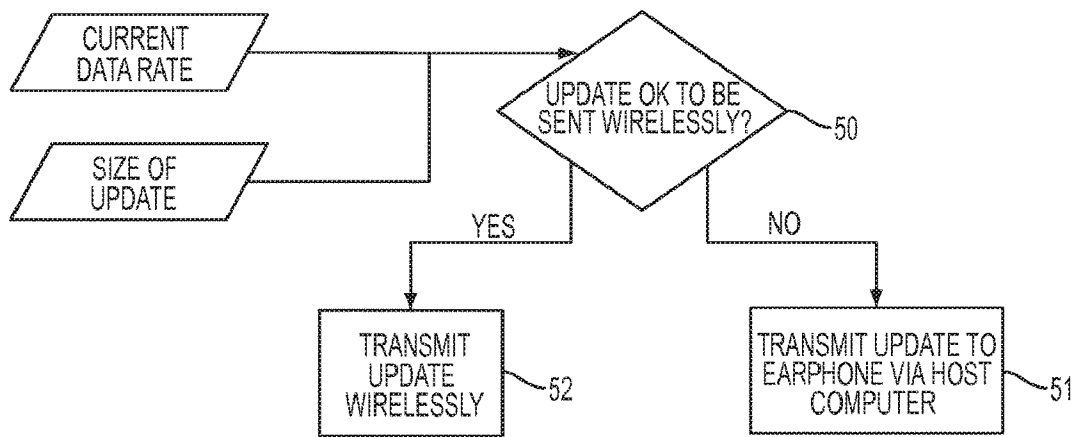 CURRENT
DATA RATE
SIZE OF
UPDATE
UPDATE OK TO BE
SENT WIRELESSLY?
50
YES
NO
TRANSMIT
UPDATE
WIRELESSLY
52
TRANSMIT UPDATE TO
EARPHONE VIA HOST
COMPUTER
51